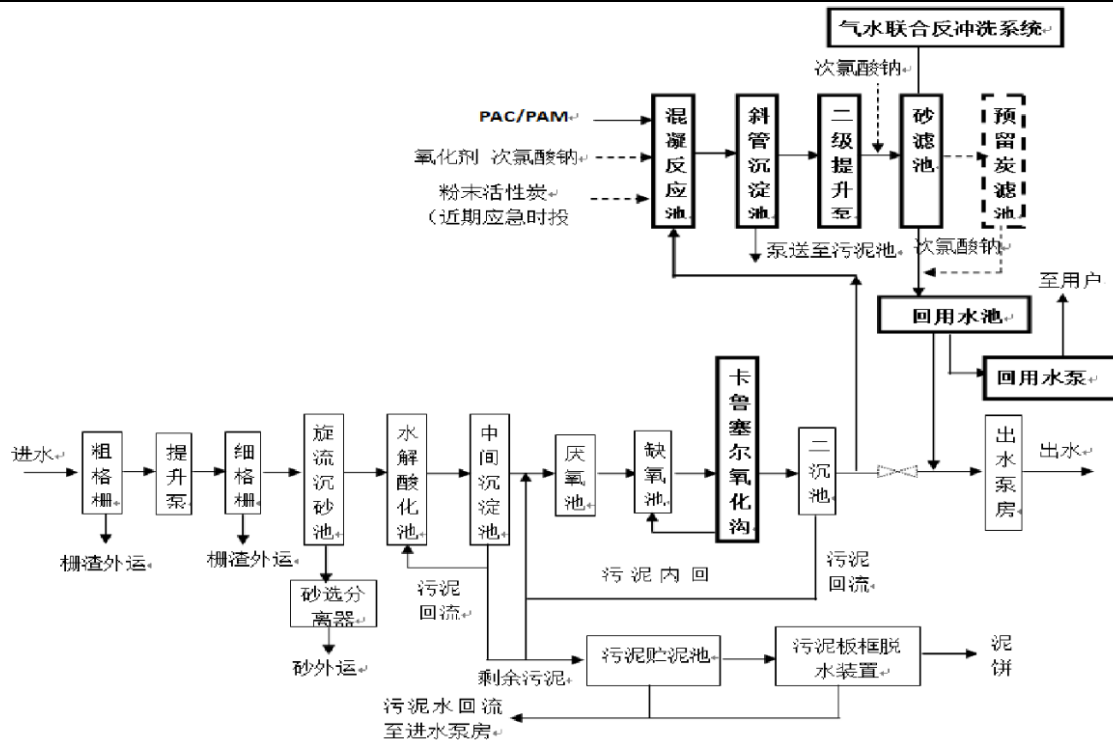 气水联合反冲洗系统
次氯酸钠
PAC/PAM
氧化剂 次氯酸钠
粉末活性炭
（近期应急时投
混凝反应池
斜管沉淀池
二级提升泵
砂滤池
预留炭滤池
泵送至污泥池
次氯酸钠
至用户
回用水池
回用水泵
进水
粗格栅
提升泵
细格栅
旋流沉砂池
水解酸化池
中间沉淀池
厌氧池
缺氧池
卡鲁塞尔氧化沟
二沉池
出水泵房
出水
栅渣外运
栅渣外运
砂选分
离器
砂外运
污泥
回流
污泥内回
污泥
回流
剩余污泥
污泥贮泥池
污泥板框脱
水装置
泥
饼
污泥水回流
至进水泵房